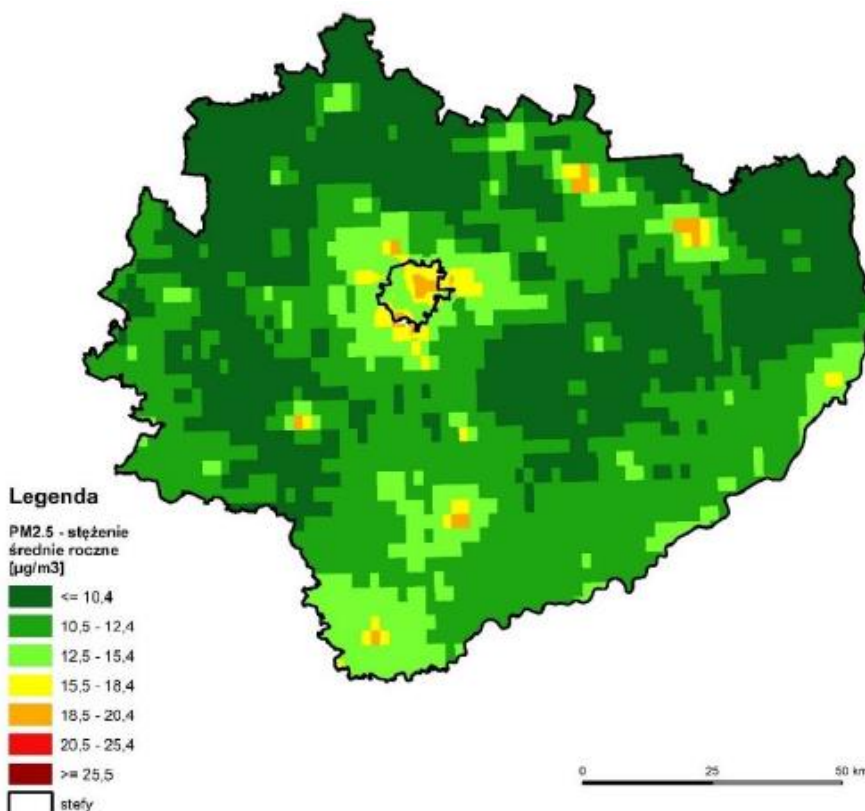 Legenda
PM2.5 - stężenie
średnie roczne
[µg/m3]
<= 10,4
10,5 - 12,4
12,5 - 15,4
15,5 - 18,4
18,5 - 20,4
20,5 - 25,4
>= 25,5
stefy
0 25 50 km